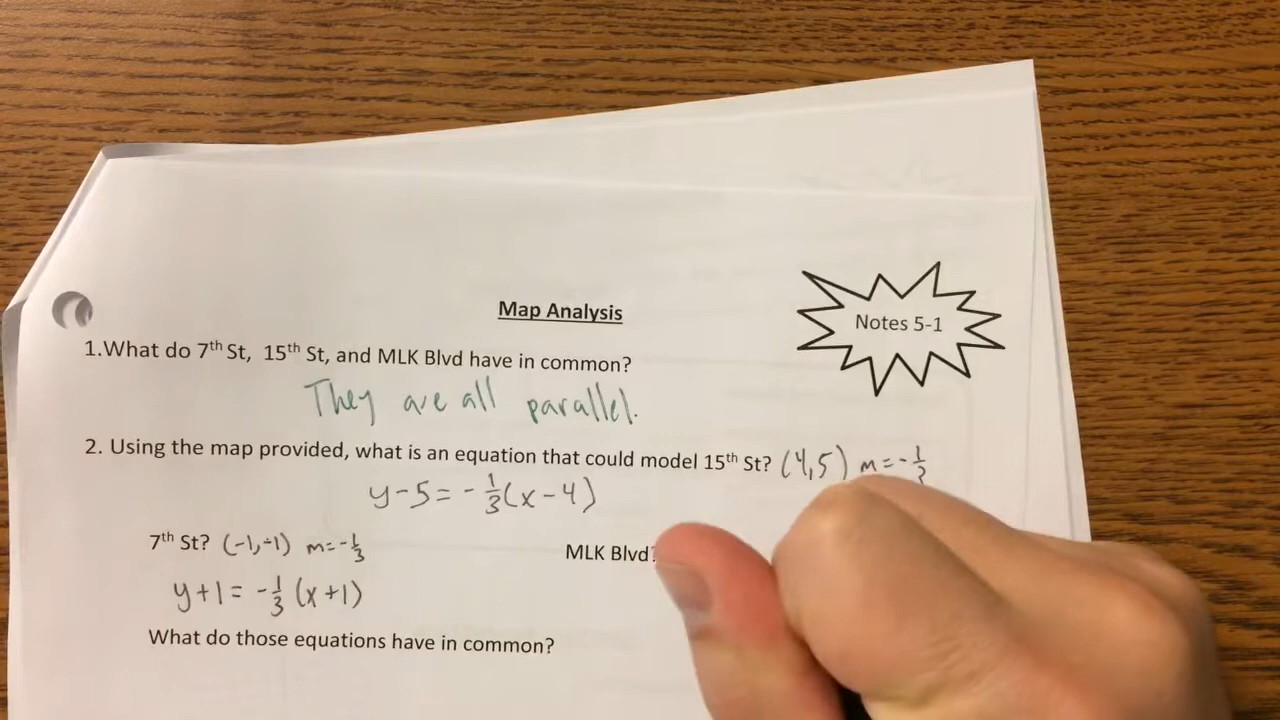 Map Analysis
Notes 5-1
1.What do 7th St, 15th St, and MLK Blvd have in common?
They are all parallel.
2. Using the map provided, what is an equation that could model 15th St? (4,5) m=-1/3
y-5=-1/3(x-4)
7th St? (-1,-1) m=-1/3
MLK Blvd?
y+1=-1/3(x+1)
What do those equations have in common?